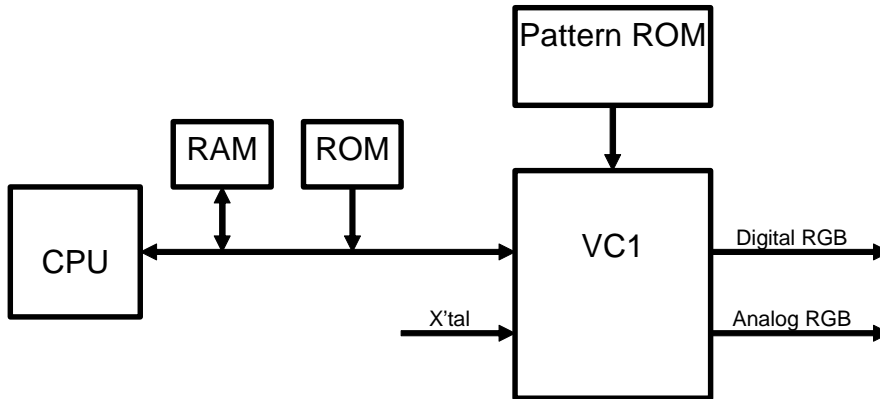 Pattern ROM
RAM
ROM
CPU
VC1
Digital RGB
X'tal
Analog RGB